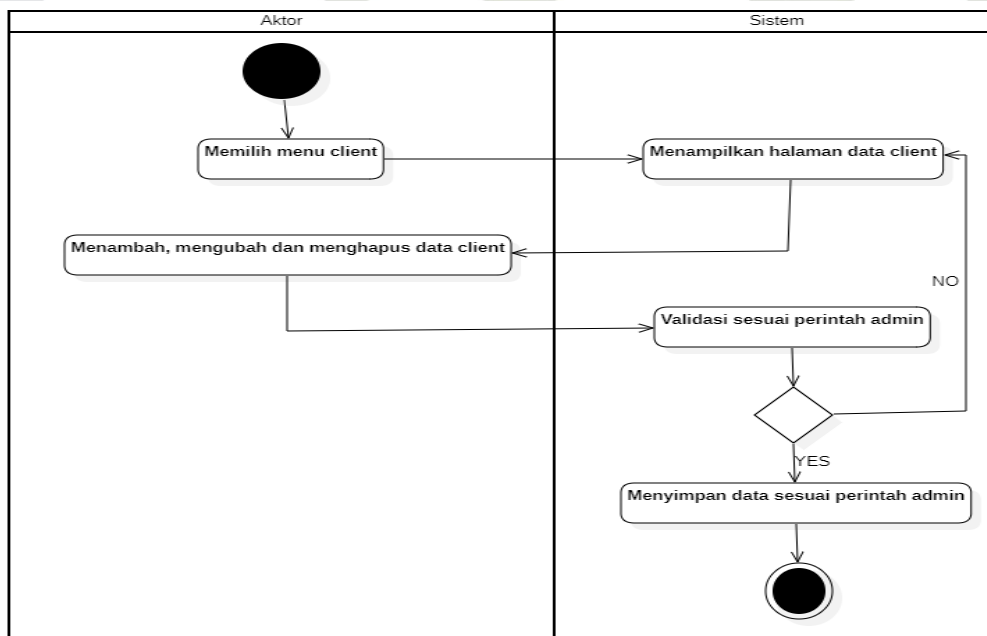 Aktor
Sistem
Memilih menu client
Menampilkan halaman data client
Menambah, mengubah dan menghapus data client
NO
Validasi sesuai perintah admin
YES
Menyimpan data sesuai perintah admin